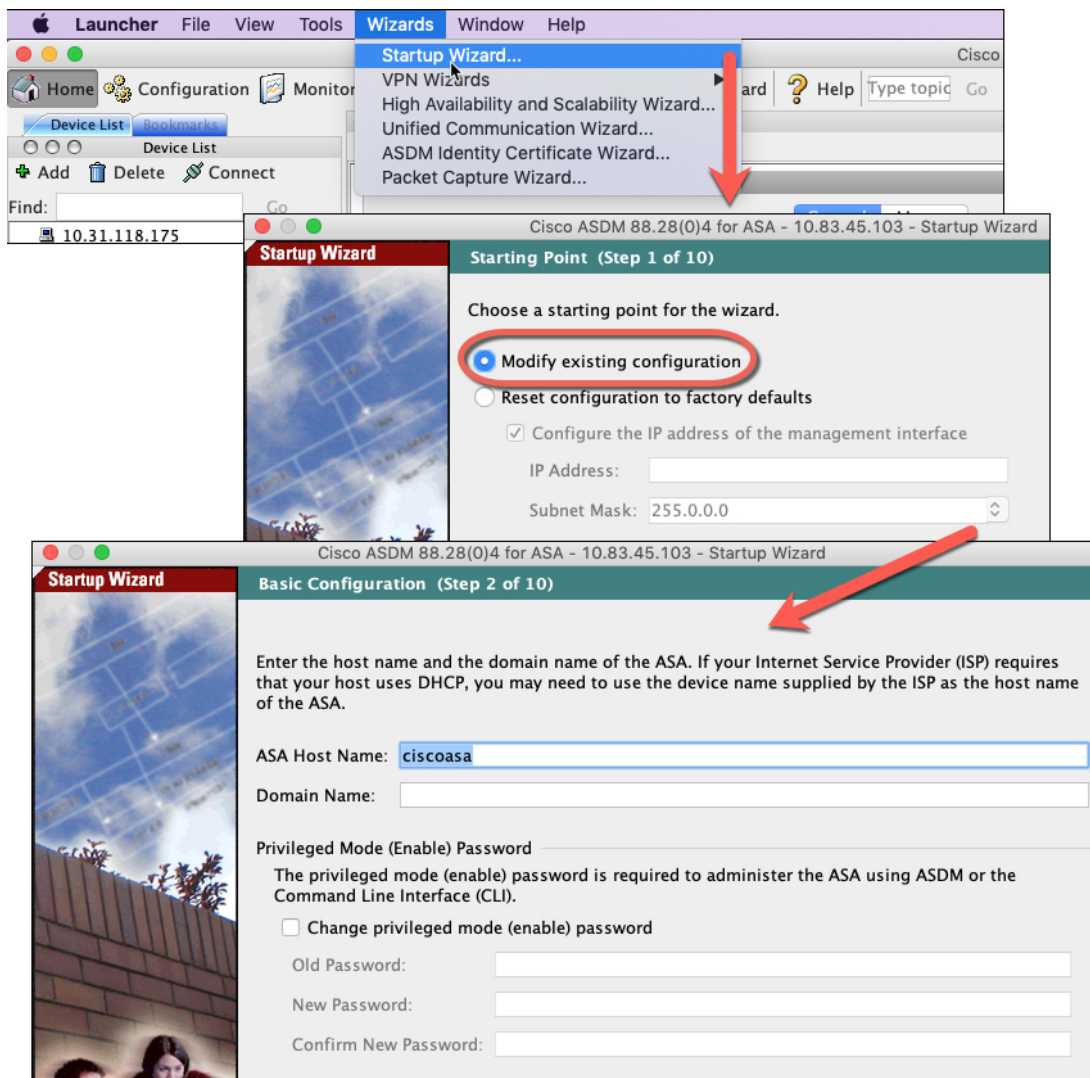 Launcher File View Tools Wizards Window Help
Startup Wizard...
VPN Wizards
High Availability and Scalability Wizard...
Unified Communication Wizard...
ASDM Identity Certificate Wizard...
Packet Capture Wizard...
Cisco
Home Configuration Monitor ard Help Type topic Go
Device List Bookmarks
Device List
Add Delete Connect
Find: Go
10.31.118.175
Cisco ASDM 88.28(0)4 for ASA - 10.83.45.103 - Startup Wizard
Startup Wizard
Starting Point (Step 1 of 10)
Choose a starting point for the wizard.
Modify existing configuration
Reset configuration to factory defaults
Configure the IP address of the management interface
IP Address:
Subnet Mask: 255.0.0.0
Cisco ASDM 88.28(0)4 for ASA - 10.83.45.103 - Startup Wizard
Startup Wizard
Basic Configuration (Step 2 of 10)
Enter the host name and the domain name of the ASA. If your Internet Service Provider (ISP) requires
that your host uses DHCP, you may need to use the device name supplied by the ISP as the host name
of the ASA.
ASA Host Name: ciscoasa
Domain Name:
Privileged Mode (Enable) Password
The privileged mode (enable) password is required to administer the ASA using ASDM or the
Command Line Interface (CLI).
Change privileged mode (enable) password
Old Password:
New Password:
Confirm New Password: